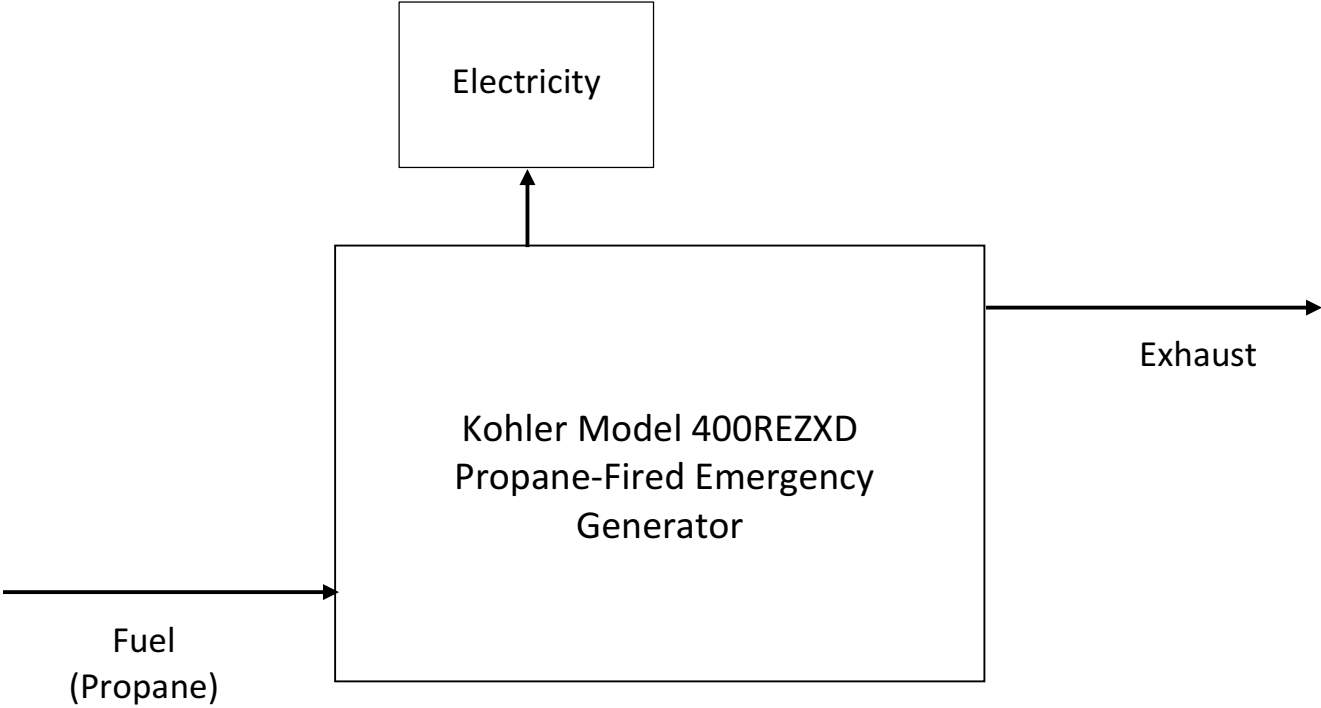 Electricity
Exhaust
Kohler Model 400REZXD
Propane-Fired Emergency
Generator
Fuel
(Propane)